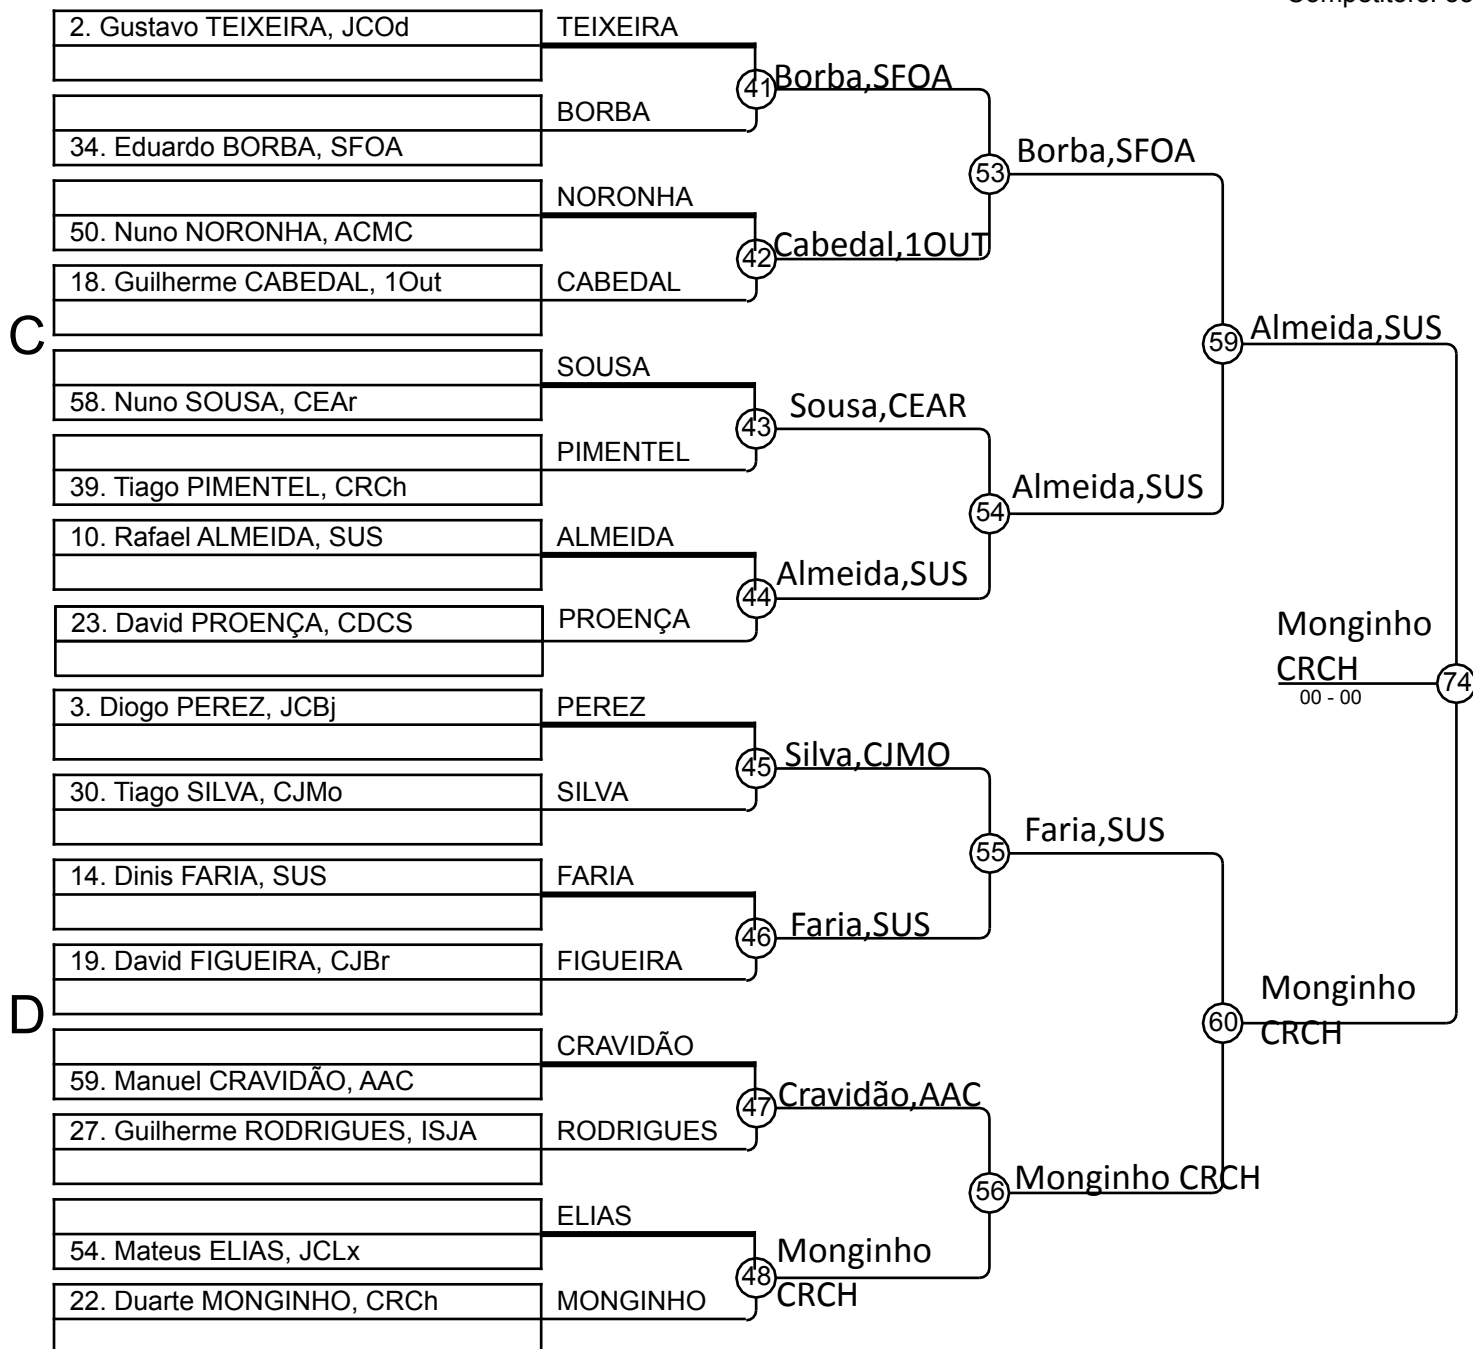 2. Gustavo TEIXEIRA, JCOd
TEIXEIRA
41
Borba,SFOA
BORBA
34. Eduardo BORBA, SFOA
53
Borba,SFOA
NORONHA
50. Nuno NORONHA, ACMC
42
Cabedal,1OUT
18. Guilherme CABEDAL, 1Out
CABEDAL
C
59
Almeida,SUS
SOUSA
58. Nuno SOUSA, CEAr
43
Sousa,CEAR
PIMENTEL
39. Tiago PIMENTEL, CRCh
54
Almeida,SUS
10. Rafael ALMEIDA, SUS
ALMEIDA
44
Almeida,SUS
23. David PROENÇA, CDCS
PROENÇA
Monginho
CRCH
00 - 00
74
3. Diogo PEREZ, JCBj
PEREZ
45
Silva,CJMO
30. Tiago SILVA, CJMo
SILVA
55
Faria,SUS
14. Dinis FARIA, SUS
FARIA
46
Faria,SUS
19. David FIGUEIRA, CJBr
FIGUEIRA
D
60
Monginho
CRCH
CRAVIDÃO
59. Manuel CRAVIDÃO, AAC
47
Cravidão,AAC
27. Guilherme RODRIGUES, ISJA
RODRIGUES
56
Monginho CRCH
ELIAS
54. Mateus ELIAS, JCLx
48
Monginho
CRCH
22. Duarte MONGINHO, CRCh
MONGINHO